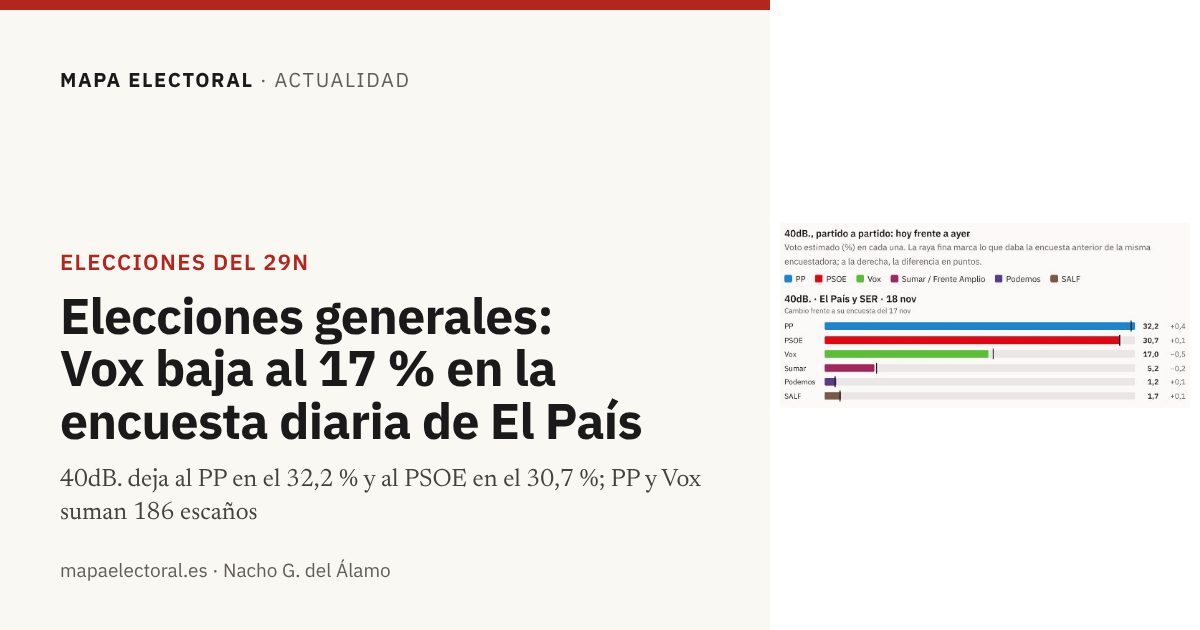 MAPA ELECTORAL · ACTUALIDAD
ELECCIONES DEL 29N
Elecciones generales:
Vox baja al 17 % en la
encuesta diaria de El País
40dB. deja al PP en el 32,2 % y al PSOE en el 30,7 %; PP y Vox
suman 186 escaños
mapaelectoral.es · Nacho G. del Álamo
40dB., partido a partido: hoy frente a ayer
Voto estimado (%) en cada una. La raya fina marca lo que daba la encuesta anterior de la misma
encuestadora; a la derecha, la diferencia en puntos.
PP PSOE Vox Sumar / Frente Amplio Podemos SALF
40dB. · El País y SER · 18 nov
Cambio frente a su encuesta del 17 nov
PP 32,2 +0,4
PSOE 30,7 +0,1
Vox 17,0 −0,5
Sumar 5,2 −0,2
Podemos 1,2 +0,1
SALF 1,7 +0,1